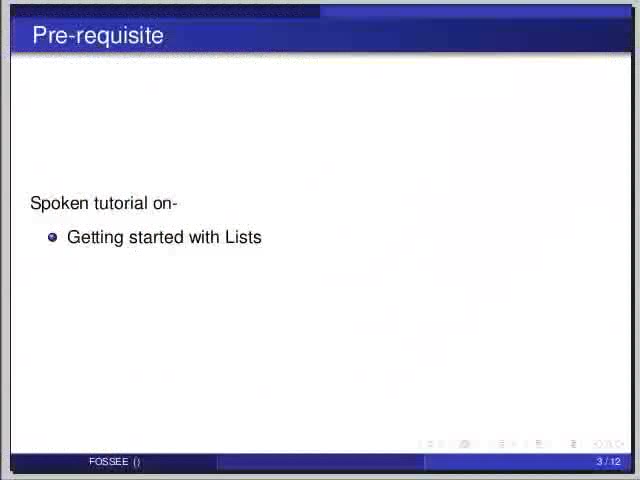 Pre-requisite
Spoken tutorial on-
Getting started with Lists
FOSSEE ()
3 / 12